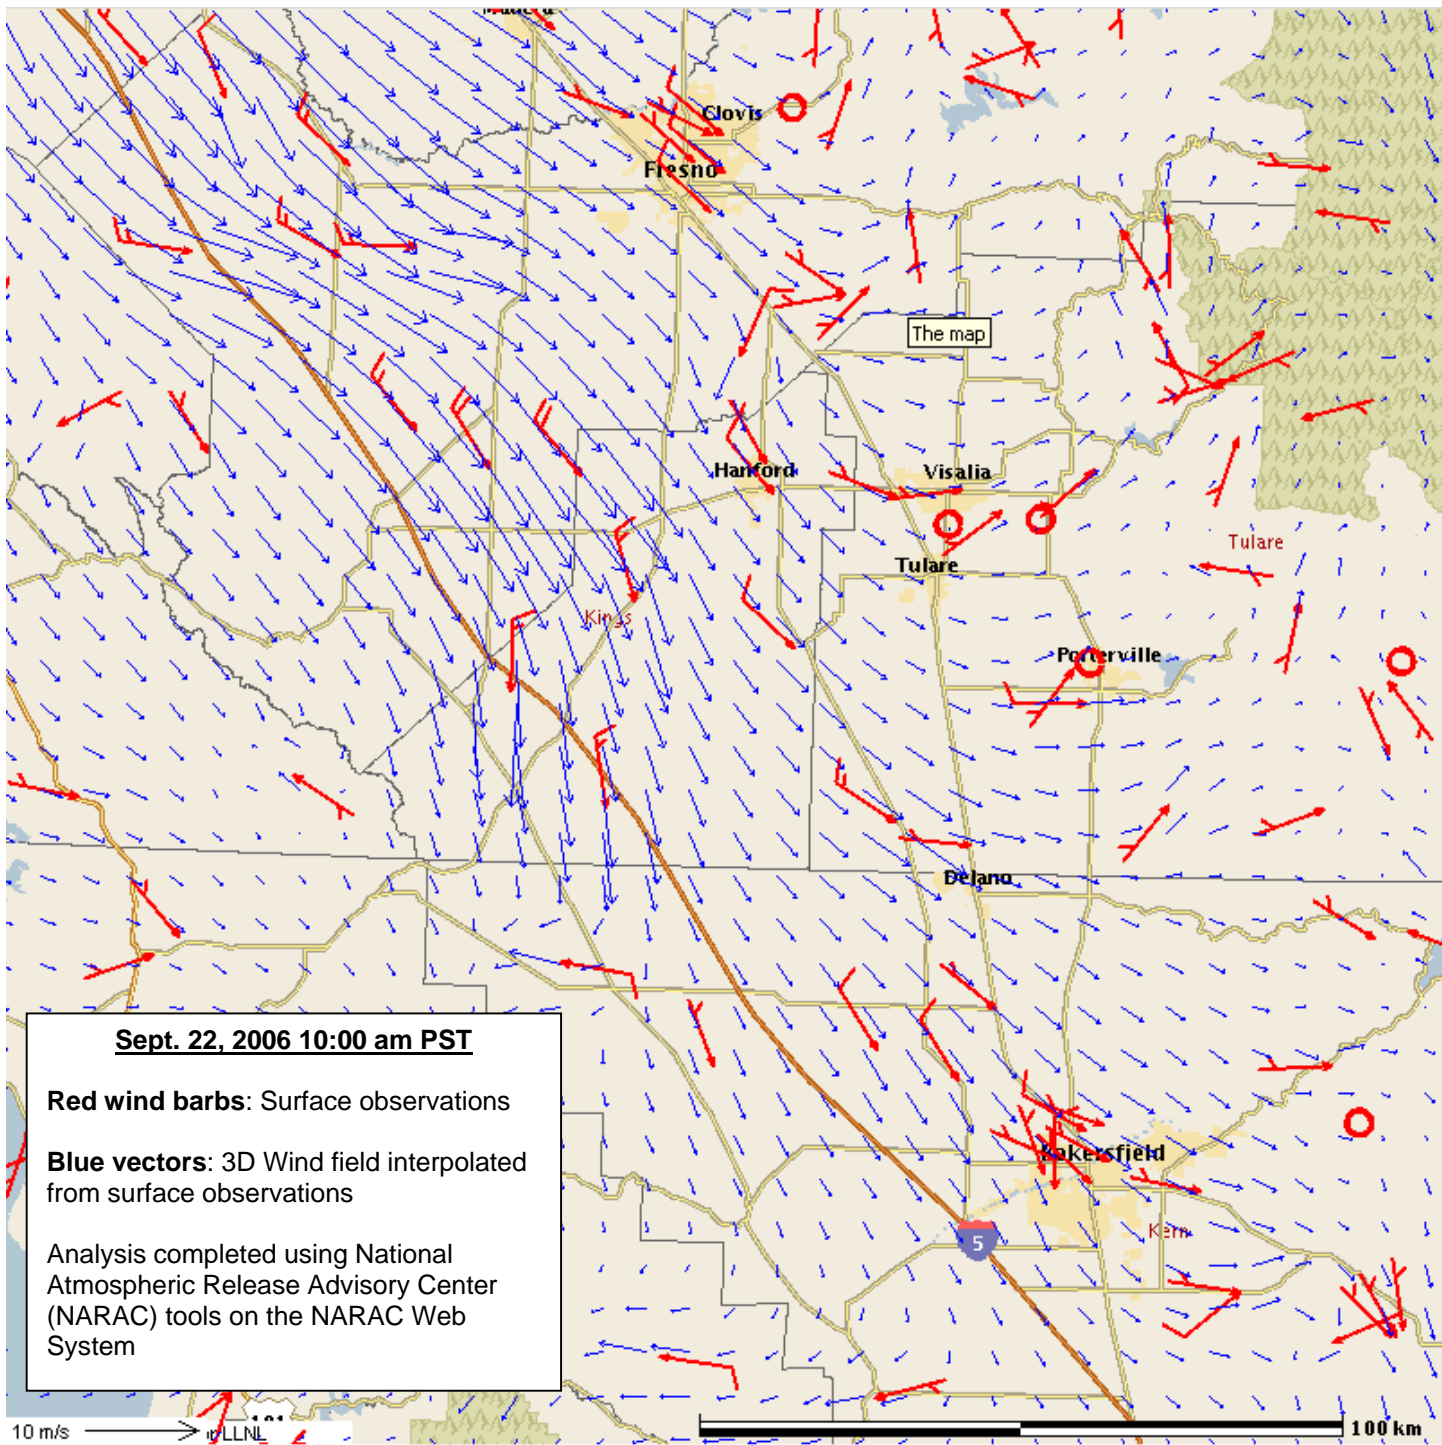 Clovis
Fresno
The map
Hanford
Visalia
Tulare
Tulare
Kings
Porterville
Delano
Sept. 22, 2006 10:00 am PST
Red wind barbs: Surface observations
Blue vectors: 3D Wind field interpolated
from surface observations
Analysis completed using National
Atmospheric Release Advisory Center
(NARAC) tools on the NARAC Web
System
Bakersfield
Kern
5
10 m/s
LLNL
100 km